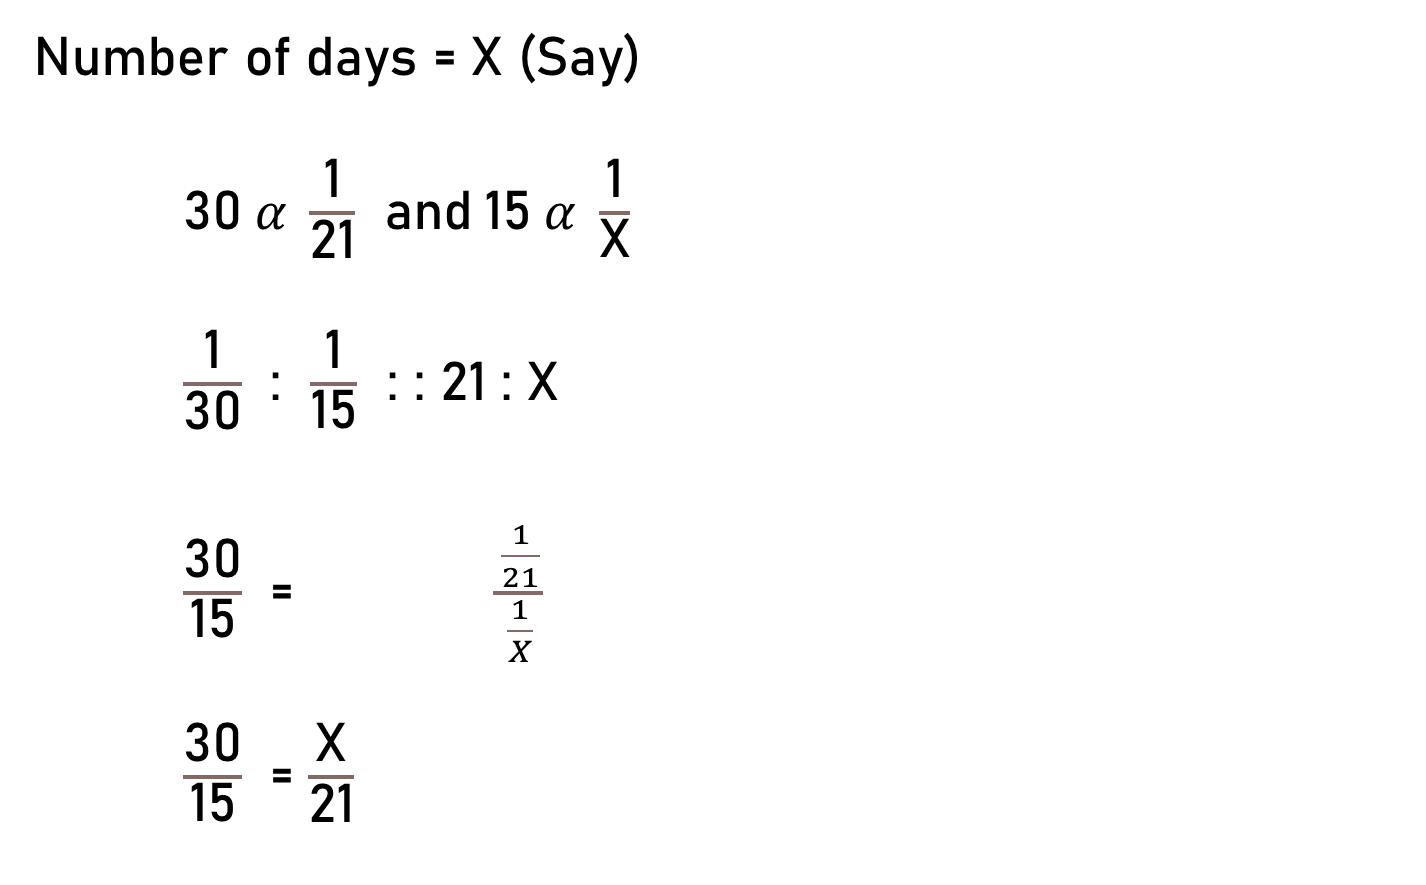 Number of days = X (Say)
30 α 1/21 and 15 α 1/X
1/30 : 1/15 : : 21 : X
30/15 = (1/21)/(1/X)
30/15 = X/21